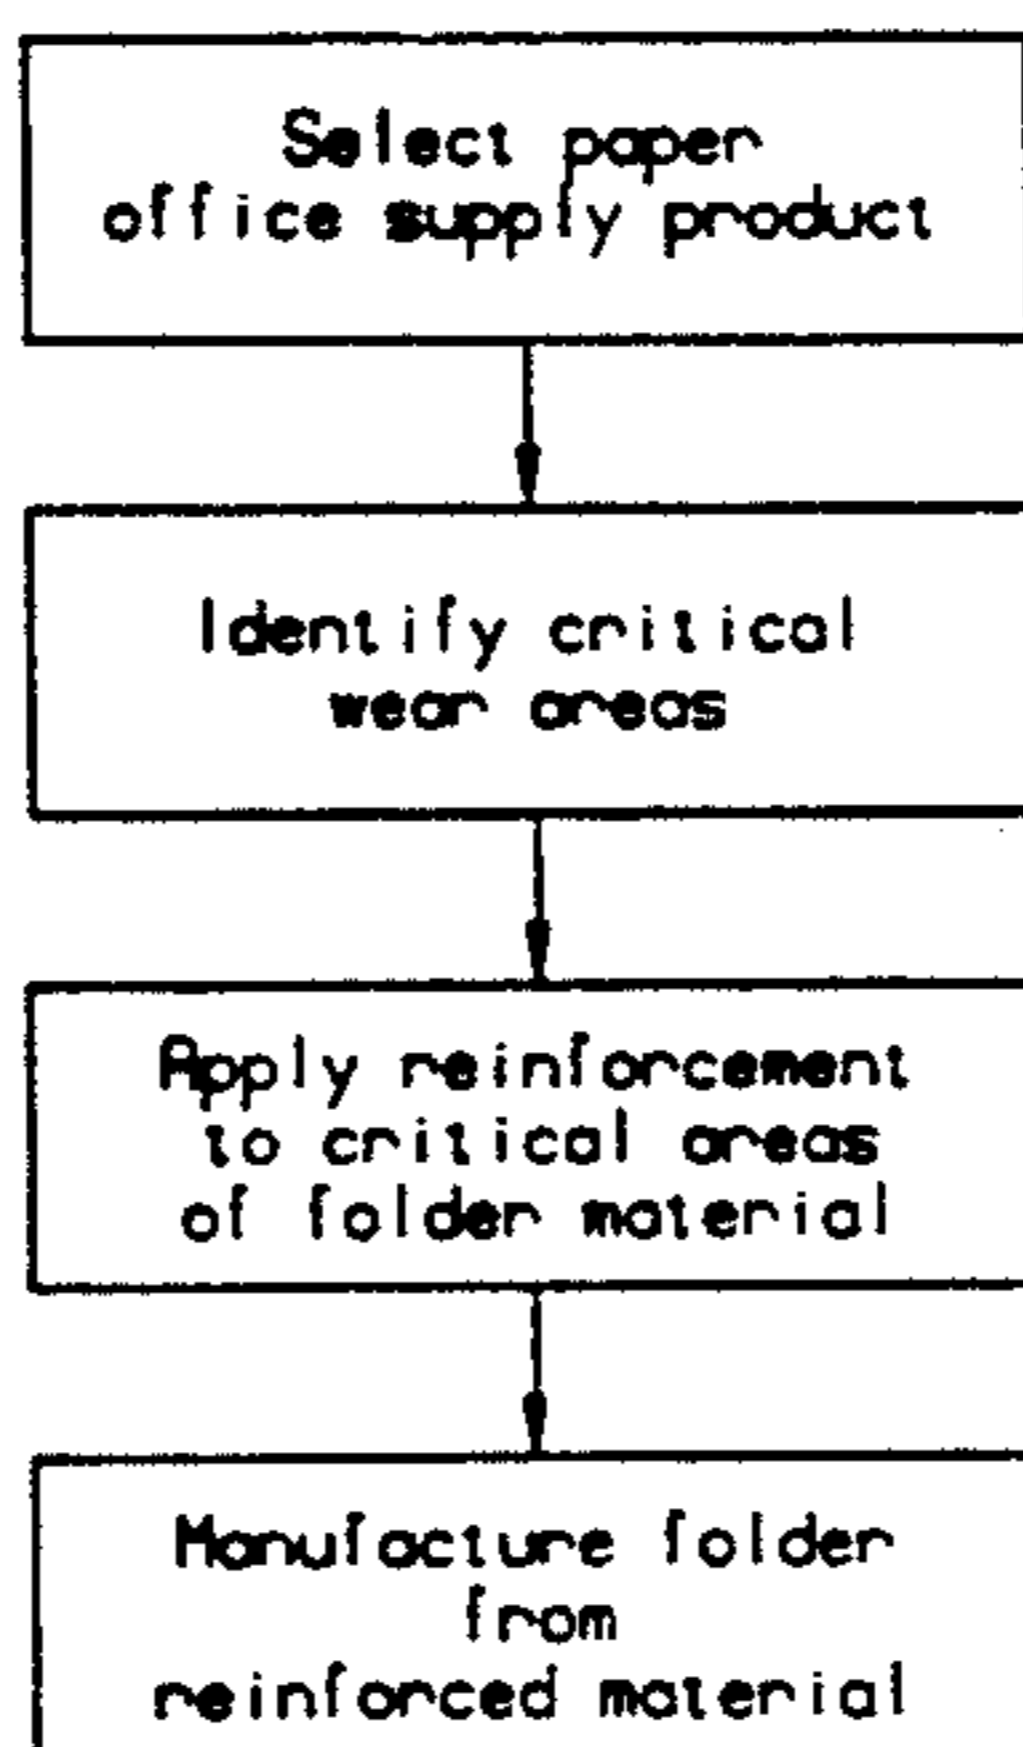 Select paper
office supply product
Identify critical
wear areas
Apply reinforcement
to critical areas
of folder material
Manufacture folder
from
reinforced material